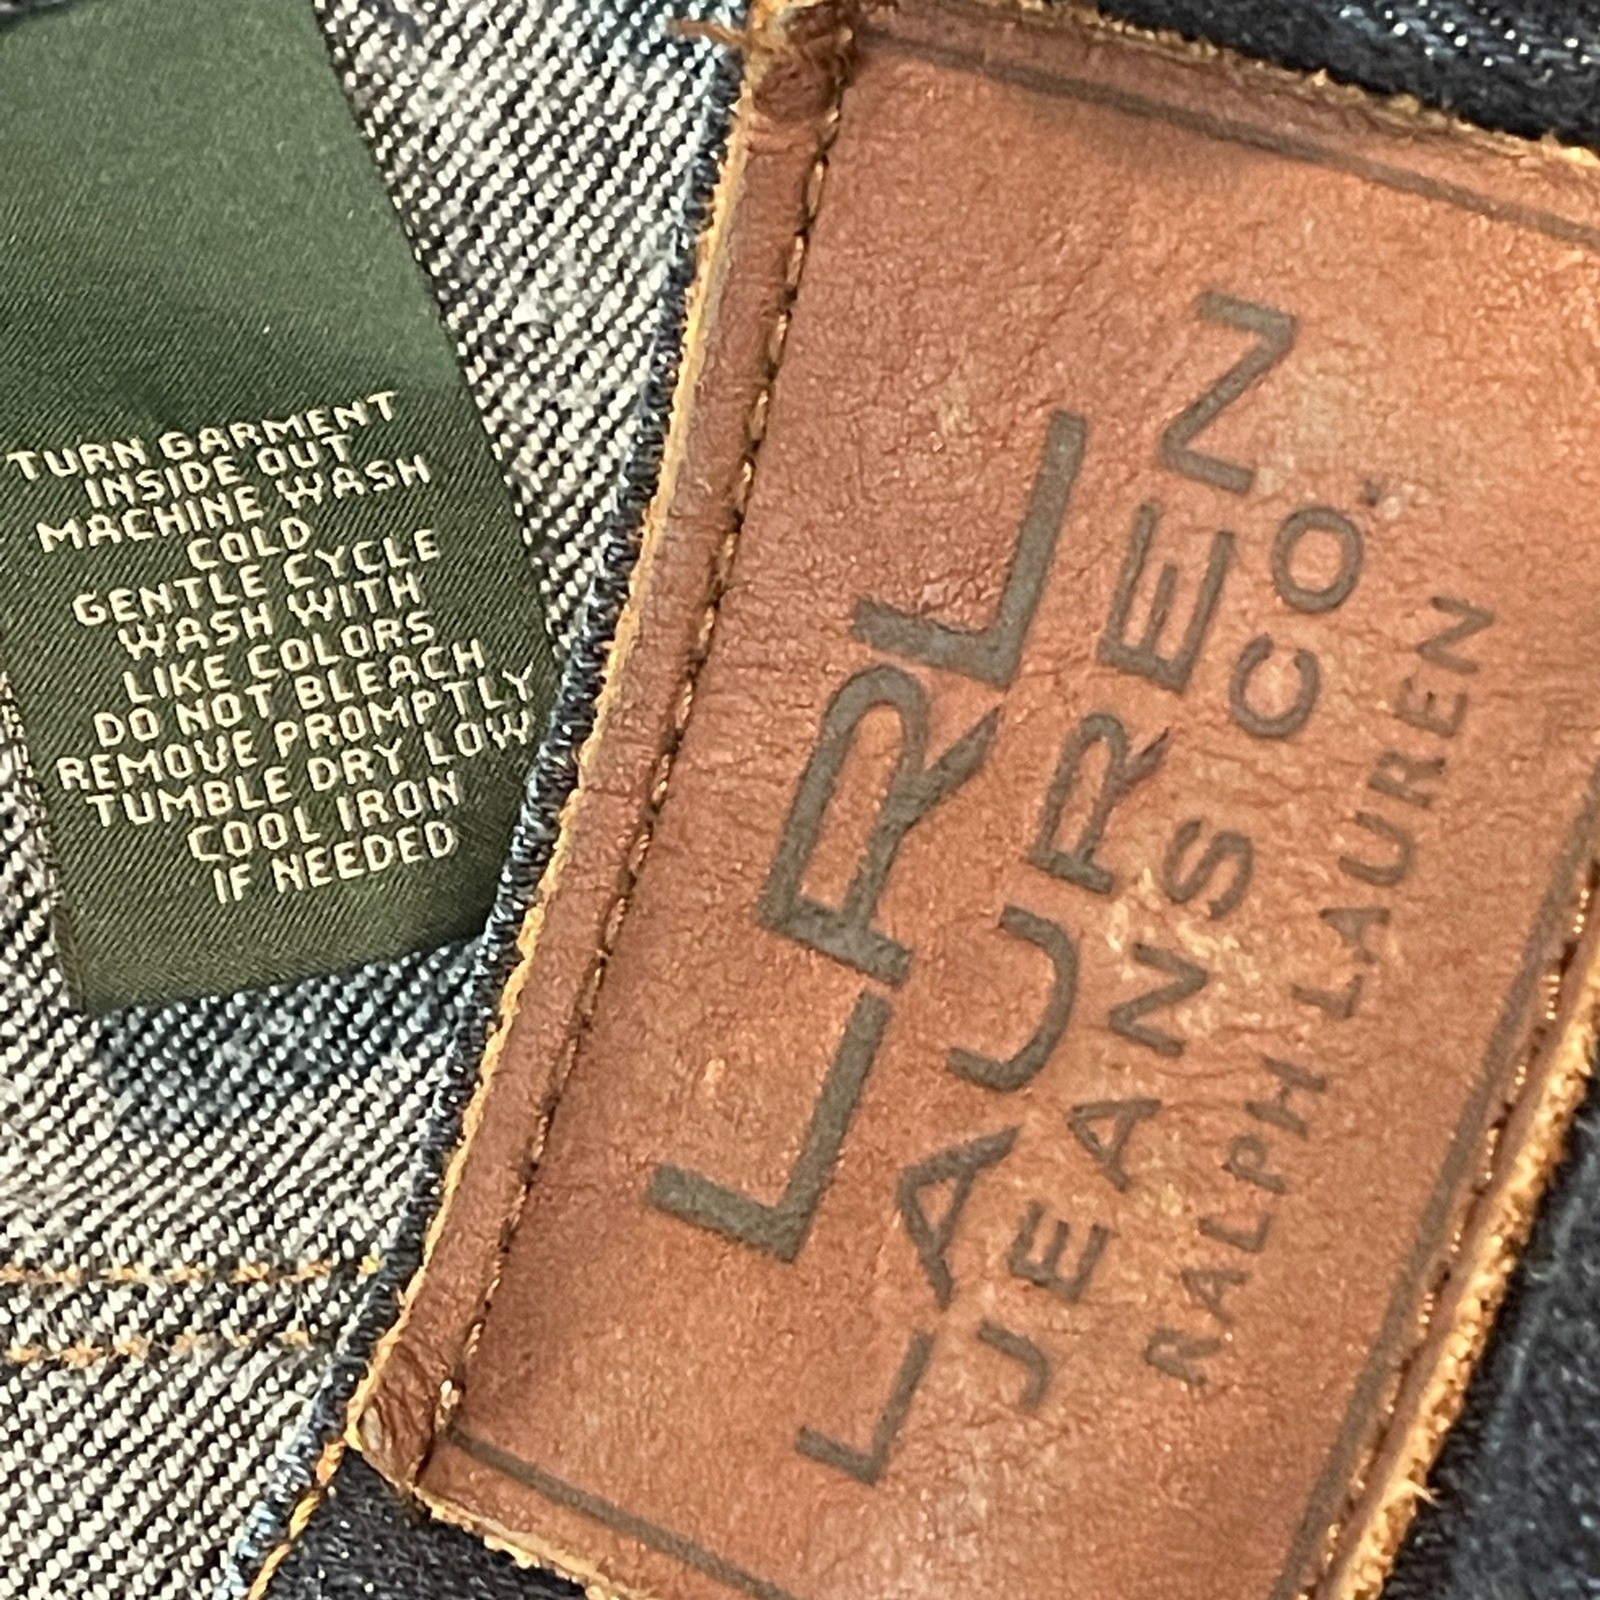 TURN GARMENT
INSIDE OUT
MACHINE WASH
COLD
GENTLE CYCLE
WASH WITH
LIKE COLORS
DO NOT BLEACH
REMOVE PROMPTLY
TUMBLE DRY LOW
COOL IRON
IF NEEDED
LRL
LAUREN
JEANS CO.
RALPH LAUREN